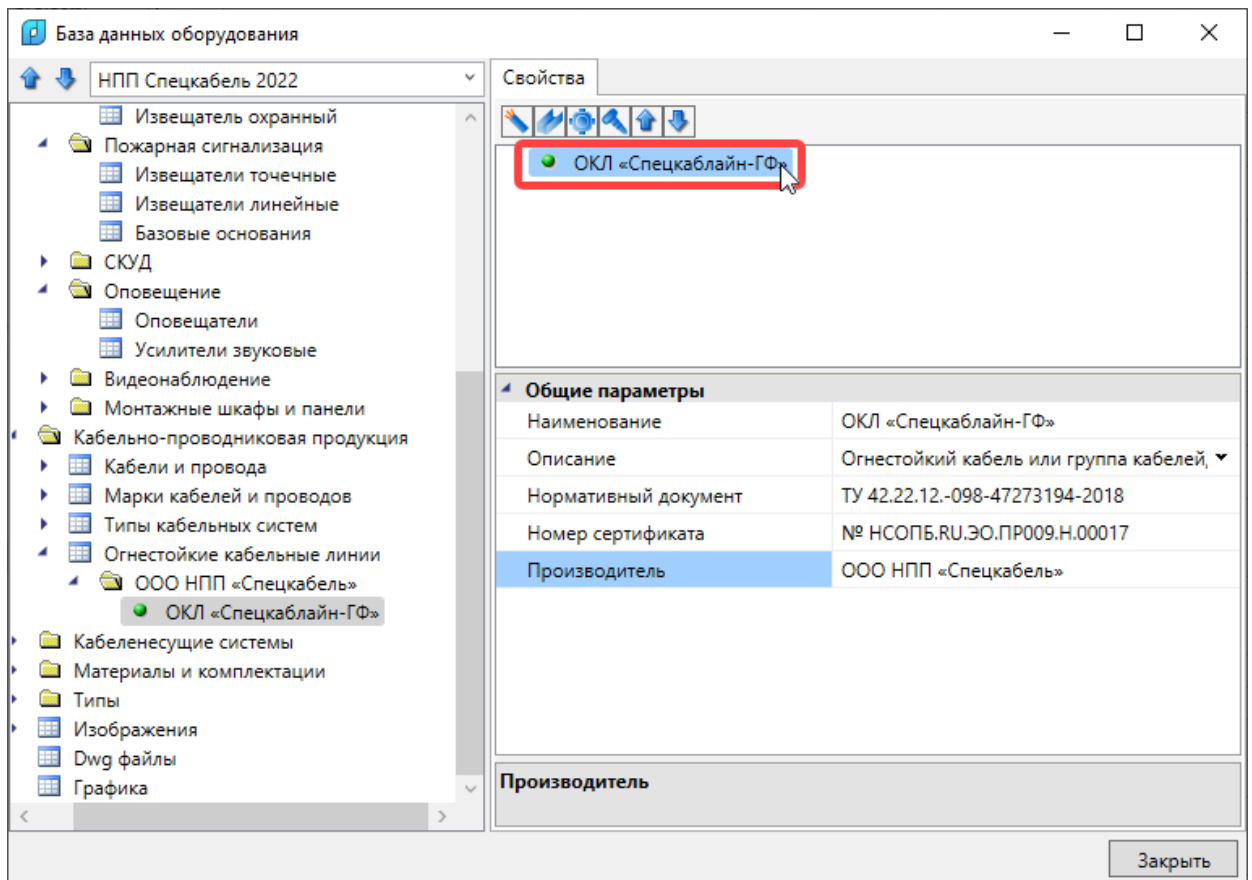 База данных оборудования
НПП Спецкабель 2022
Извещатель охранный
Пожарная сигнализация
Извещатели точечные
Извещатели линейные
Базовые основания
СКУД
Оповещение
Оповещатели
Усилители звуковые
Видеонаблюдение
Монтажные шкафы и панели
Кабельно-проводниковая продукция
Кабели и провода
Марки кабелей и проводов
Типы кабельных систем
Огнестойкие кабельные линии
ООО НПП «Спецкабель»
ОКЛ «Спецкаблайн-ГФ»
Кабеленесущие системы
Материалы и комплектации
Типы
Изображения
Dwg файлы
Графика
Свойства
ОКЛ «Спецкаблайн-ГФ»
Общие параметры
Наименование ОКЛ «Спецкаблайн-ГФ»
Описание Огнестойкий кабель или группа кабелей,
Нормативный документ ТУ 42.22.12.-098-47273194-2018
Номер сертификата № НСОПБ.RU.ЭО.ПР009.Н.00017
Производитель ООО НПП «Спецкабель»
Производитель
Закрыть